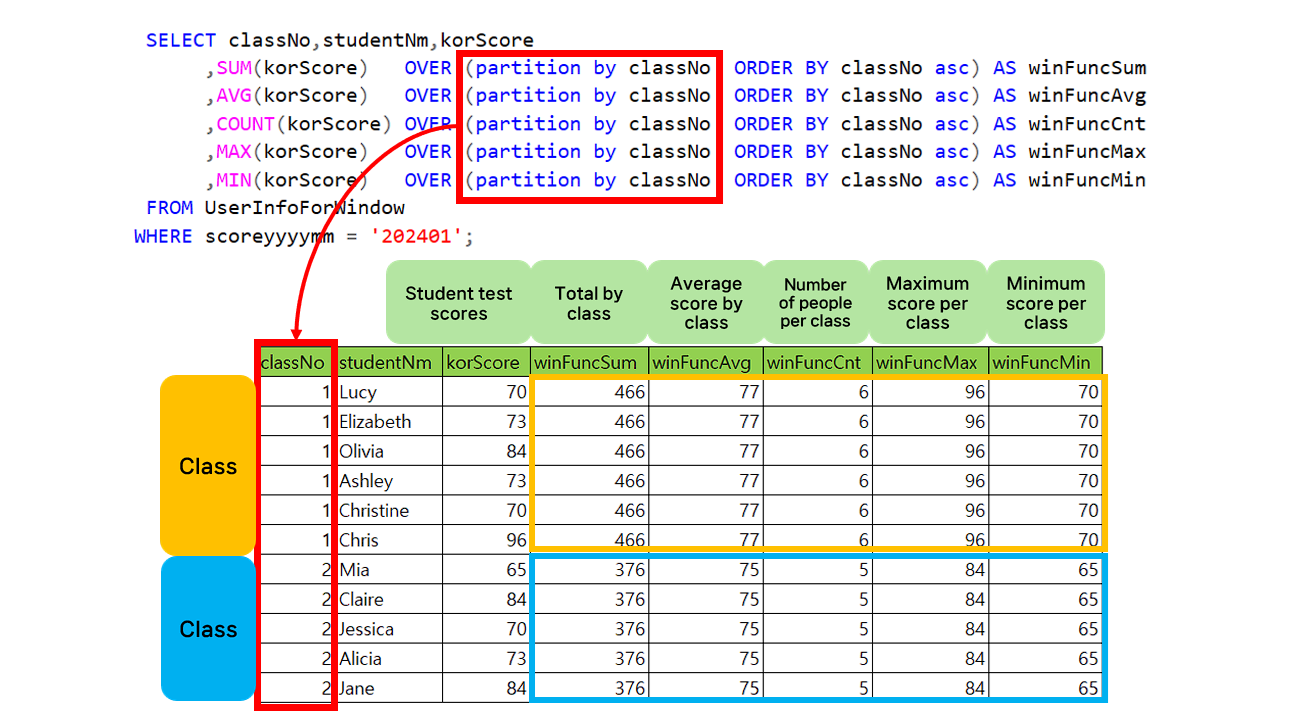 SELECT classNo,studentNm,korScore
,SUM(korScore) OVER (partition by classNo ORDER BY classNo asc) AS winFuncSum
,AVG(korScore) OVER (partition by classNo ORDER BY classNo asc) AS winFuncAvg
,COUNT(korScore) OVER (partition by classNo ORDER BY classNo asc) AS winFuncCnt
,MAX(korScore) OVER (partition by classNo ORDER BY classNo asc) AS winFuncMax
,MIN(korScore) OVER (partition by classNo ORDER BY classNo asc) AS winFuncMin
FROM UserInfoForWindow
WHERE scoreyyyymm = '202401';
Student test
scores
Total by
class
Average
score by
class
Number
of people
per class
Maximum
score per
class
Minimum
score per
class
classNo studentNm korScore winFuncSum winFuncAvg winFuncCnt winFuncMax winFuncMin
1 Lucy 70 466 77 6 96 70
1 Elizabeth 73 466 77 6 96 70
1 Olivia 84 466 77 6 96 70
Class
1 Ashley 73 466 77 6 96 70
1 Christine 70 466 77 6 96 70
1 Chris 96 466 77 6 96 70
2 Mia 65 376 75 5 84 65
2 Claire 84 376 75 5 84 65
Class
2 Jessica 70 376 75 5 84 65
2 Alicia 73 376 75 5 84 65
2 Jane 84 376 75 5 84 65